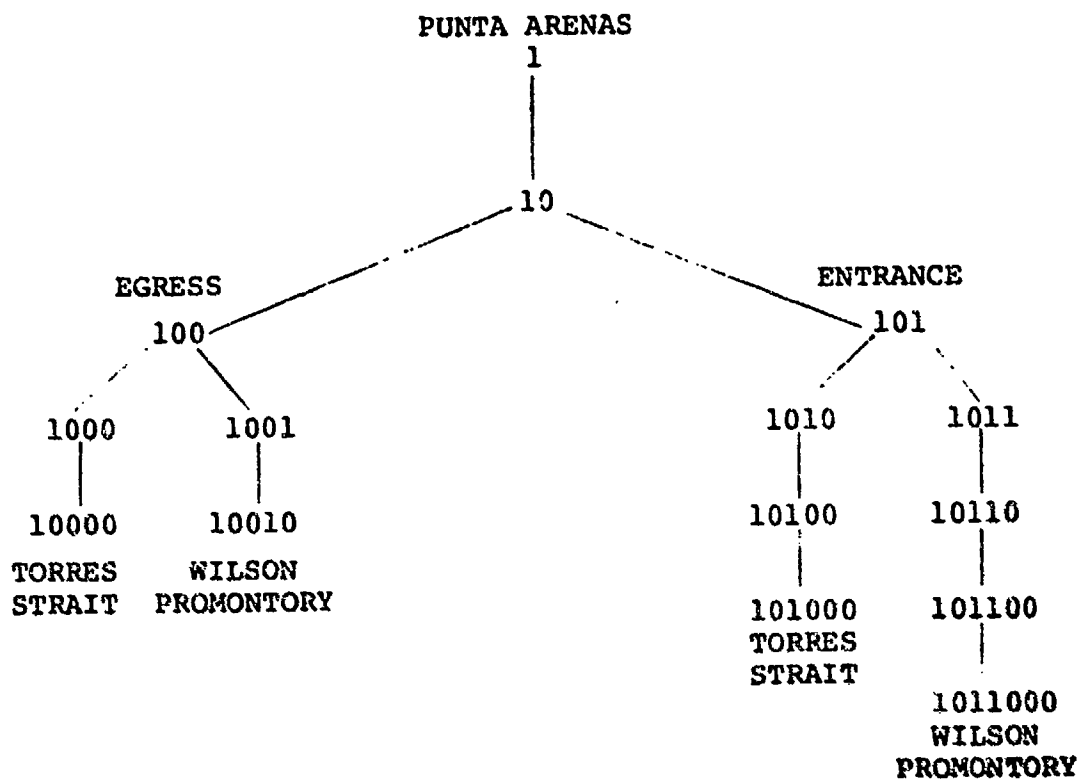 PUNTA ARENAS
1
10
EGRESS
100
ENTRANCE
101
1000 1001
1010 1011
10000 10010
10100 10110
TORRES STRAIT
WILSON PROMONTORY
101000 101100
TORRES STRAIT
1011000
WILSON PROMONTORY